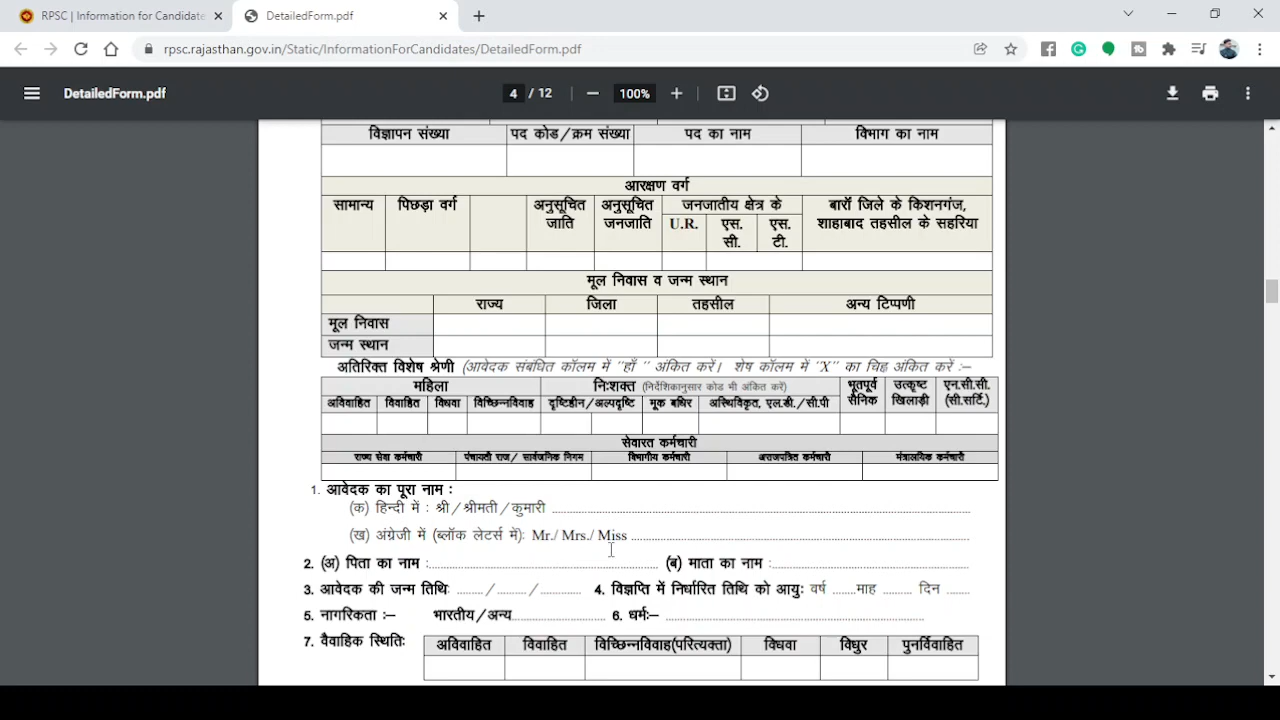 RPSC | Information for Candidate
DetailedForm.pdf
rpsc.rajasthan.gov.in/Static/InformationForCandidates/DetailedForm.pdf
DetailedForm.pdf
4 / 12
100%
विज्ञापन संख्या पद कोड/क्रम संख्या पद का नाम विभाग का नाम
आरक्षण वर्ग
सामान्य पिछड़ा वर्ग अनुसूचित जाति अनुसूचित जनजाति जनजातीय क्षेत्र के बारॉ जिले के किशनगंज, शाहाबाद तहसील के सहरिया
U.R. एस. सी. एस. टी.
मूल निवास व जन्म स्थान
राज्य जिला तहसील अन्य टिप्पणी
मूल निवास
जन्म स्थान
अतिरिक्त विशेष श्रेणी (आवेदक संबंधित कॉलम में "हॉं " अंकित करें। शेष कॉलम में "X" का चिह्न अंकित करें :-
महिला निःशक्त (निर्देशिकानुसार कोड भी अंकित करें) भूतपूर्व सैनिक उत्कृष्ट खिलाड़ी एन.सी.सी. (सी.सर्टि.)
अविवाहित विवाहित विधवा विच्छिन्नविवाह दृष्टिहीन/अल्पदृष्टि मूक बधिर अस्थिविकृत, एल.डी./सी.पी
सेवारत कर्मचारी
राज्य सेवा कर्मचारी पंचायती राज/ सार्वजनिक निगम विभागीय कर्मचारी अराजपत्रित कर्मचारी मंत्रालयिक कर्मचारी
1. आवेदक का पूरा नाम :
(क) हिन्दी में : श्री/श्रीमती/कुमारी ..........
(ख) अंग्रेजी में (ब्लॉक लेटर्स में): Mr./ Mrs./ Miss ..........
2. (अ) पिता का नाम :.......... (ब) माता का नाम :..........
3. आवेदक की जन्म तिथि: ......../ ........./ ............ 4. विज्ञप्ति में निर्धारित तिथि को आयु: वर्ष .......माह ......... दिन .......
5. नागरिकता :- भारतीय/अन्य.......... 6. धर्म:- ..........
7. वैवाहिक स्थिति:
अविवाहित विवाहित विच्छिन्नविवाह(परित्यक्ता) विधवा विधुर पुनर्विवाहित